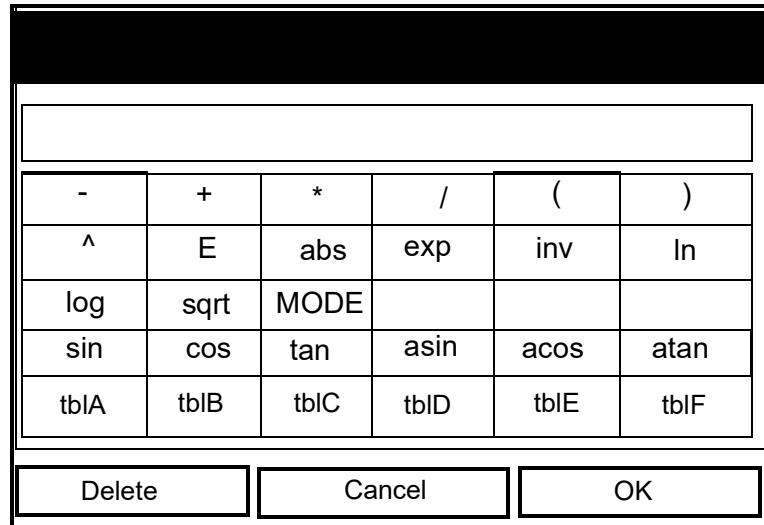 - + * / ( )
^ E abs exp inv ln
log sqrt MODE
sin cos tan asin acos atan
tblA tblB tblC tblD tblE tblF
Delete Cancel OK